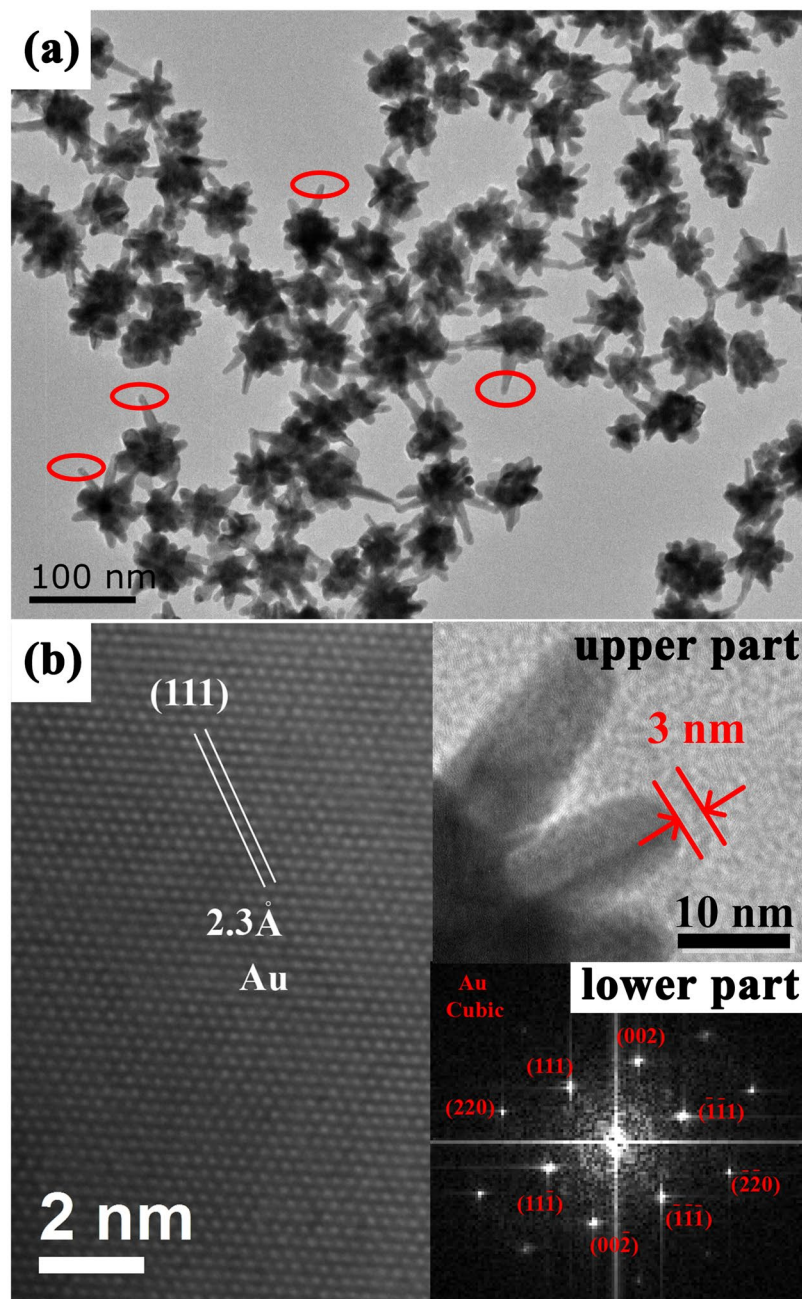 (a)
100 nm
(b)
(111)
2.3Å
Au
2 nm
upper part
3 nm
10 nm
lower part
Au
Cubic
(002)
(111)
(220)
(1̄1̄1)
(111̄)
(2̄2̄0)
(1̄1̄1̄)
(002̄)